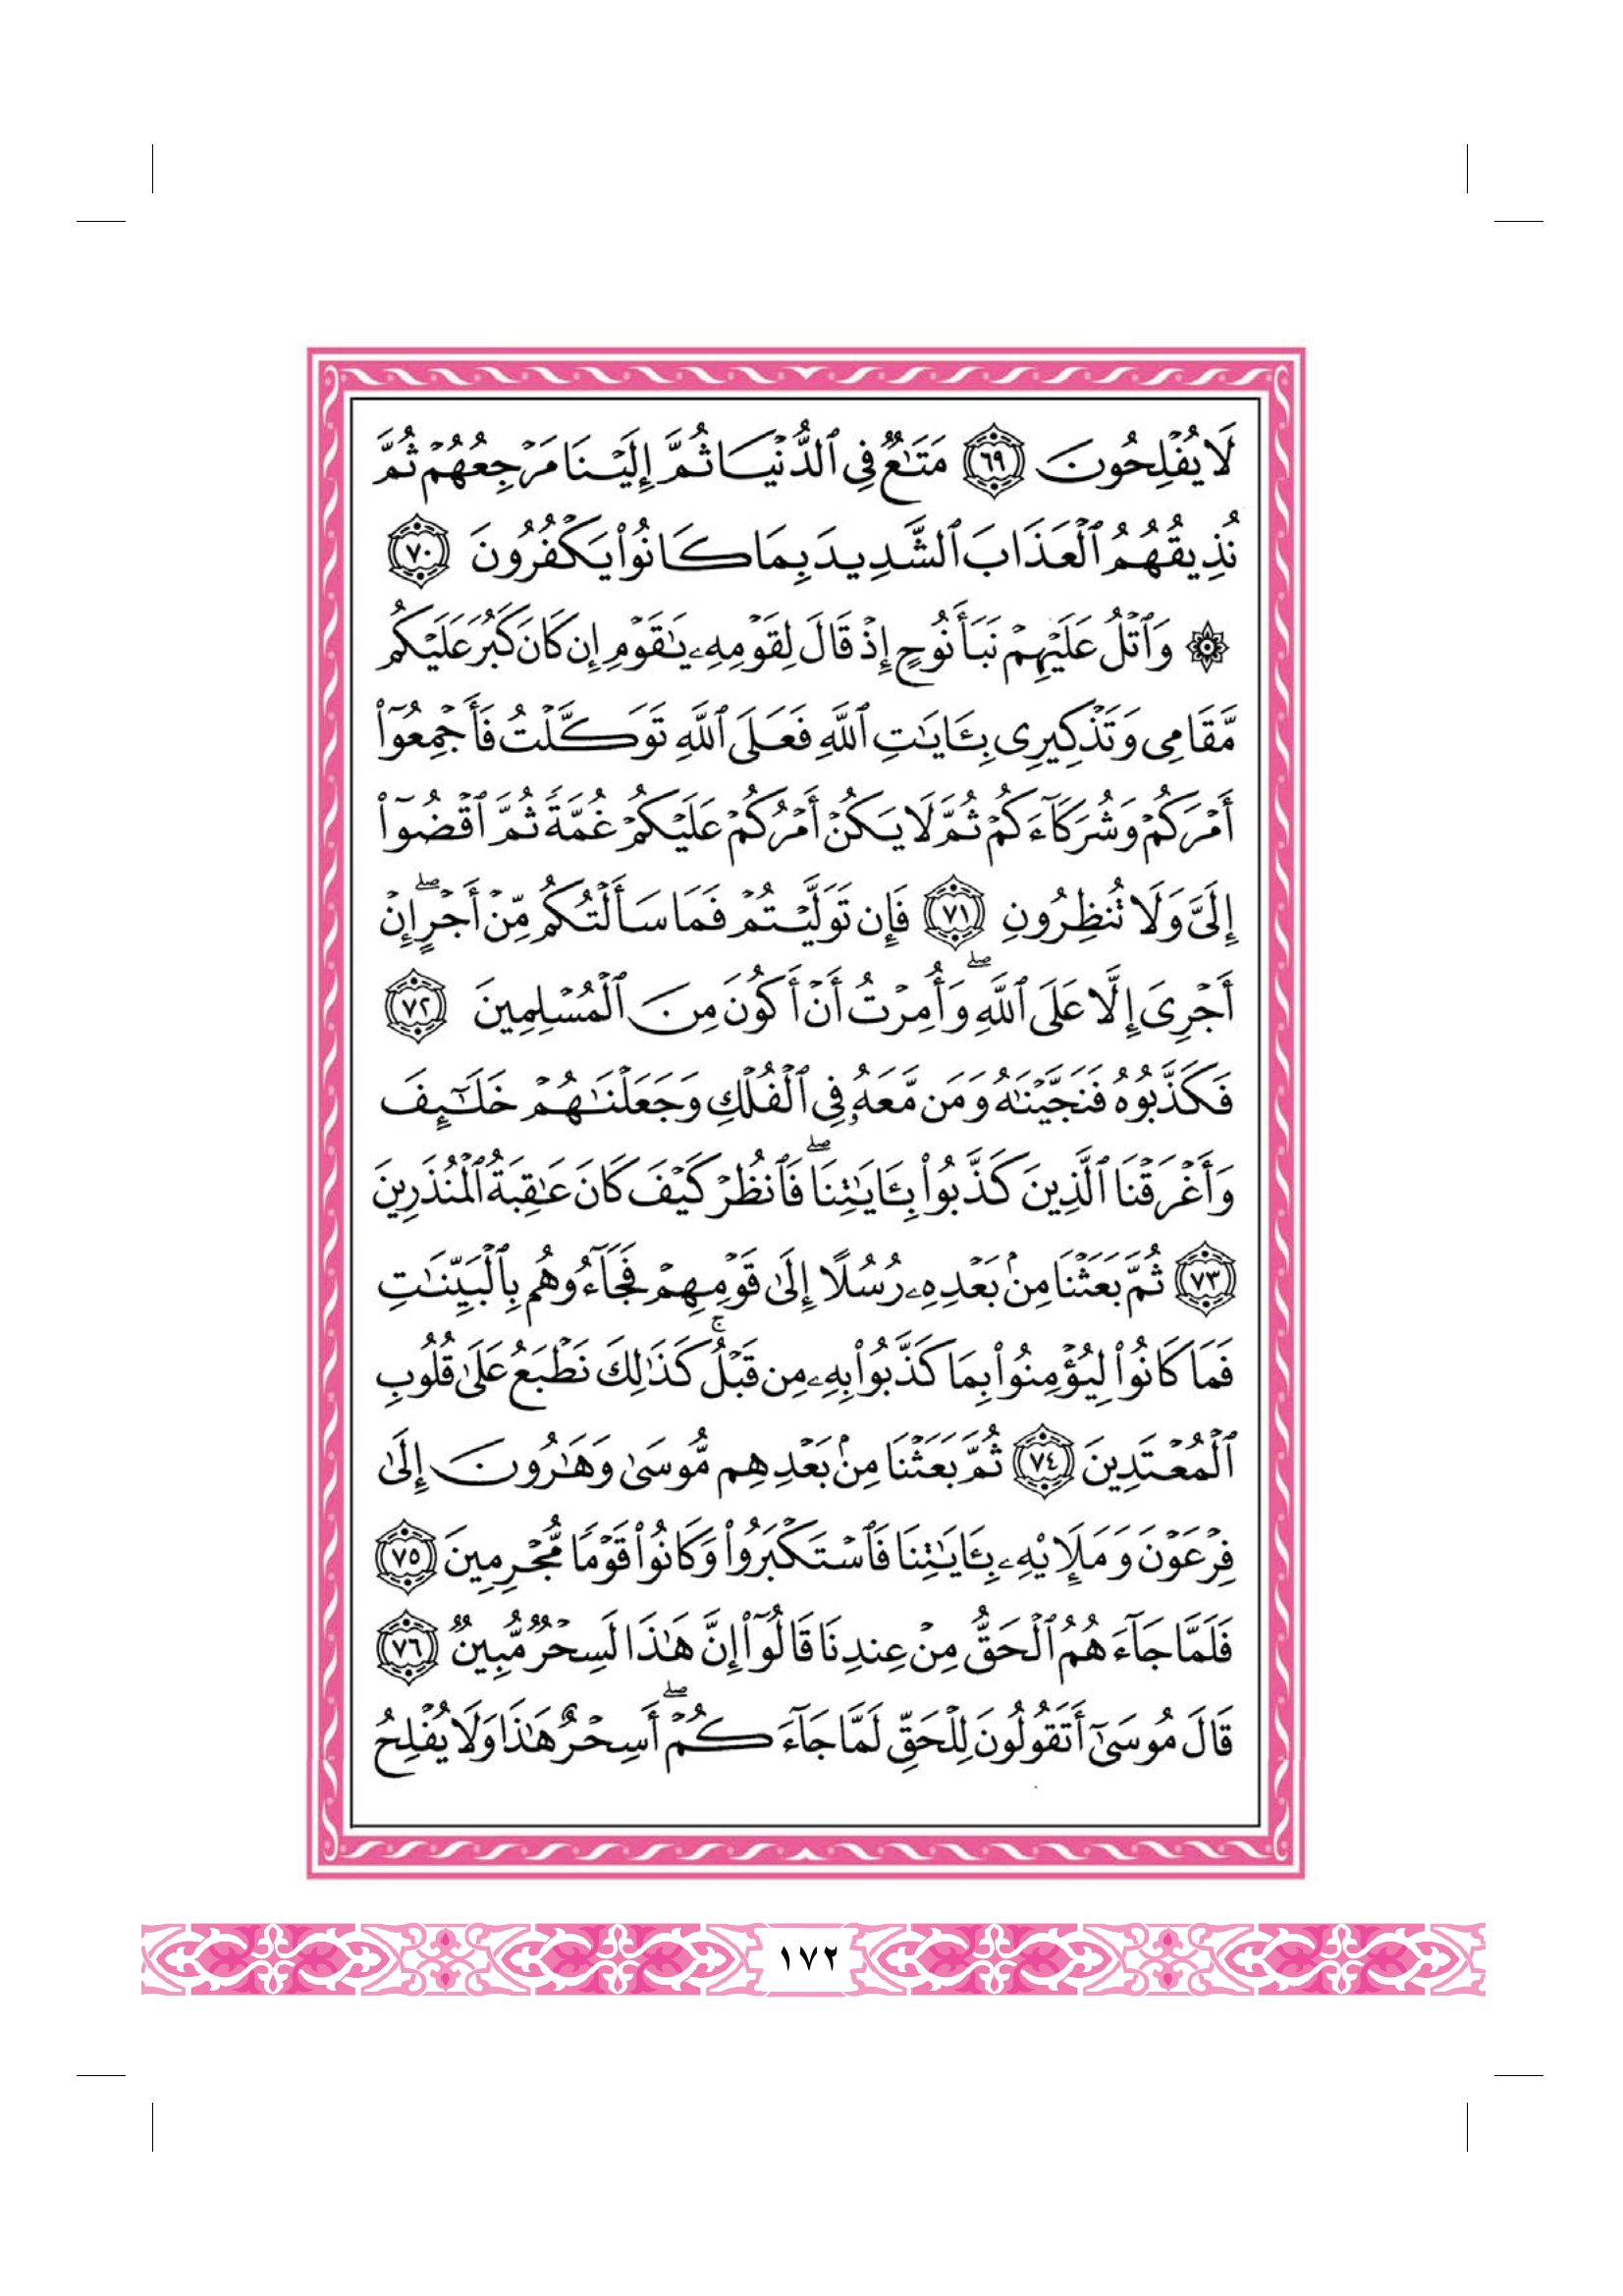 لَا يُفْلِحُونَ ٦٩ مَتَٰعٌ فِى ٱلدُّنْيَا ثُمَّ إِلَيْنَا مَرْجِعُهُمْ ثُمَّ
نُذِيقُهُمُ ٱلْعَذَابَ ٱلشَّدِيدَ بِمَا كَانُوا۟ يَكْفُرُونَ ٧٠
۞ وَٱتْلُ عَلَيْهِمْ نَبَأَ نُوحٍ إِذْ قَالَ لِقَوْمِهِۦ يَٰقَوْمِ إِن كَانَ كَبُرَ عَلَيْكُم
مَّقَامِى وَتَذْكِيرِى بِـَٔايَٰتِ ٱللَّهِ فَعَلَى ٱللَّهِ تَوَكَّلْتُ فَأَجْمِعُوٓا۟
أَمْرَكُمْ وَشُرَكَآءَكُمْ ثُمَّ لَا يَكُنْ أَمْرُكُمْ عَلَيْكُمْ غُمَّةً ثُمَّ ٱقْضُوٓا۟
إِلَىَّ وَلَا تُنظِرُونِ ٧١ فَإِن تَوَلَّيْتُمْ فَمَا سَأَلْتُكُم مِّنْ أَجْرٍ ۖ إِنْ
أَجْرِىَ إِلَّا عَلَى ٱللَّهِ ۖ وَأُمِرْتُ أَنْ أَكُونَ مِنَ ٱلْمُسْلِمِينَ ٧٢
فَكَذَّبُوهُ فَنَجَّيْنَٰهُ وَمَن مَّعَهُۥ فِى ٱلْفُلْكِ وَجَعَلْنَٰهُمْ خَلَٰٓئِفَ
وَأَغْرَقْنَا ٱلَّذِينَ كَذَّبُوا۟ بِـَٔايَٰتِنَا ۖ فَٱنظُرْ كَيْفَ كَانَ عَٰقِبَةُ ٱلْمُنذَرِينَ
٧٣ ثُمَّ بَعَثْنَا مِنۢ بَعْدِهِۦ رُسُلًا إِلَىٰ قَوْمِهِمْ فَجَآءُوهُم بِٱلْبَيِّنَٰتِ
فَمَا كَانُوا۟ لِيُؤْمِنُوا۟ بِمَا كَذَّبُوا۟ بِهِۦ مِن قَبْلُ ۚ كَذَٰلِكَ نَطْبَعُ عَلَىٰ قُلُوبِ
ٱلْمُعْتَدِينَ ٧٤ ثُمَّ بَعَثْنَا مِنۢ بَعْدِهِم مُّوسَىٰ وَهَٰرُونَ إِلَىٰ
فِرْعَوْنَ وَمَلَإِي۟هِۦ بِـَٔايَٰتِنَا فَٱسْتَكْبَرُوا۟ وَكَانُوا۟ قَوْمًا مُّجْرِمِينَ ٧٥
فَلَمَّا جَآءَهُمُ ٱلْحَقُّ مِنْ عِندِنَا قَالُوٓا۟ إِنَّ هَٰذَا لَسِحْرٌ مُّبِينٌ ٧٦
قَالَ مُوسَىٰٓ أَتَقُولُونَ لِلْحَقِّ لَمَّا جَآءَكُمْ ۖ أَسِحْرٌ هَٰذَا وَلَا يُفْلِحُ
١٧٢